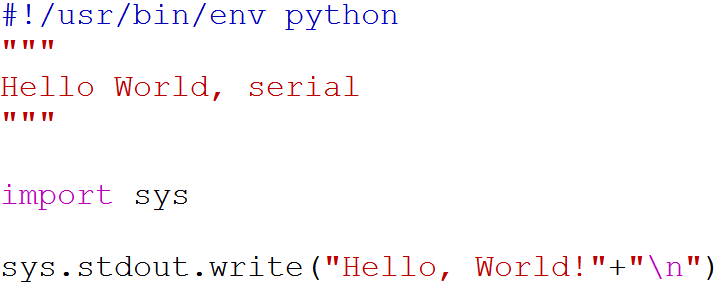 #!/usr/bin/env python
"""
Hello World, serial
"""
import sys
sys.stdout.write("Hello, World!"+"\n")